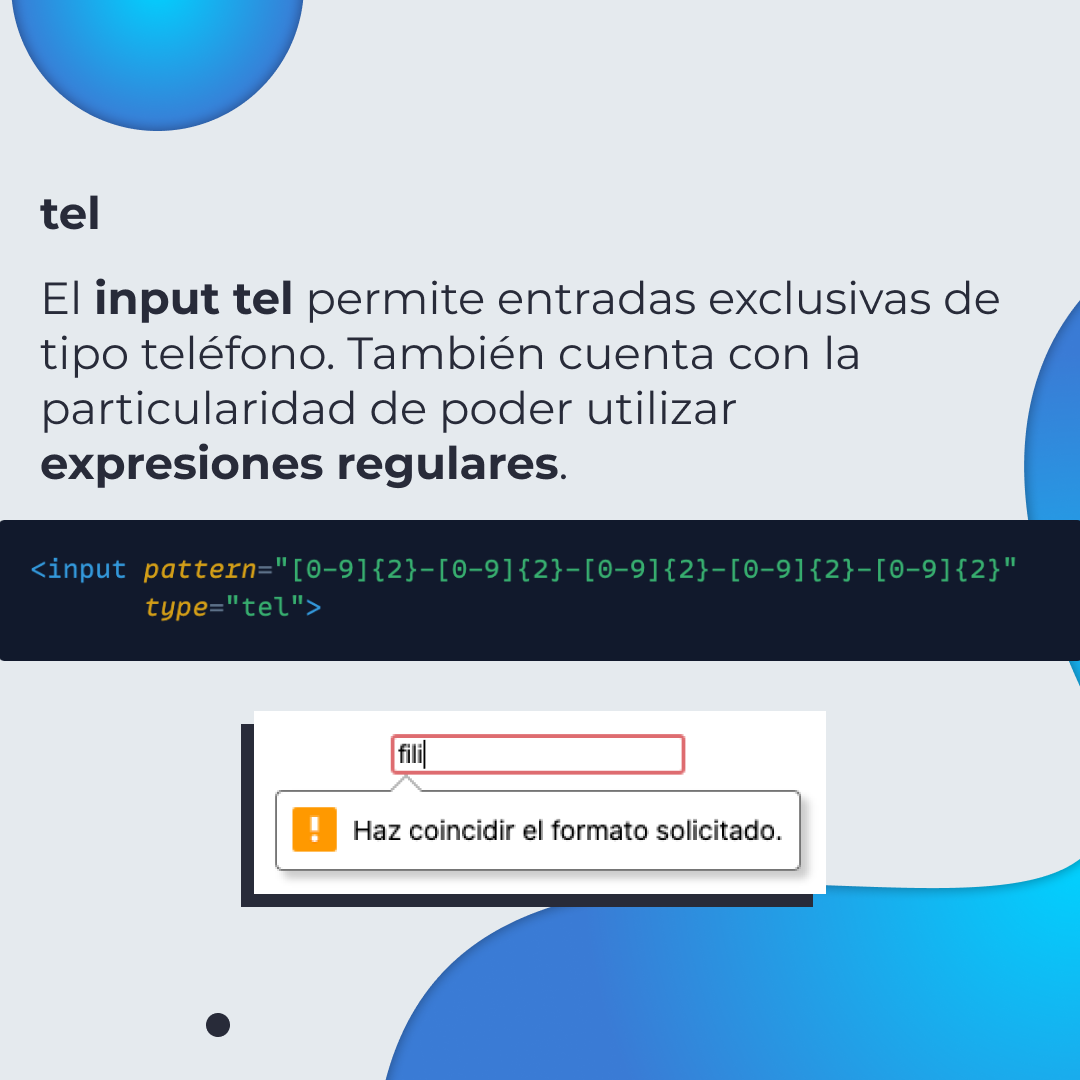 tel
El input tel permite entradas exclusivas de
tipo teléfono. También cuenta con la
particularidad de poder utilizar
expresiones regulares.
<input pattern="[0-9]{2}-[0-9]{2}-[0-9]{2}-[0-9]{2}-[0-9]{2}"
type="tel">
fili
Haz coincidir el formato solicitado.